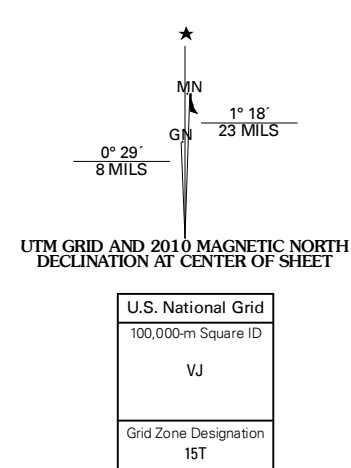 ★
MN
1° 18´
23 MILS
GN
0° 29´
8 MILS
UTM GRID AND 2010 MAGNETIC NORTH
DECLINATION AT CENTER OF SHEET
U.S. National Grid
100,000-m Square ID
VJ
Grid Zone Designation
15T